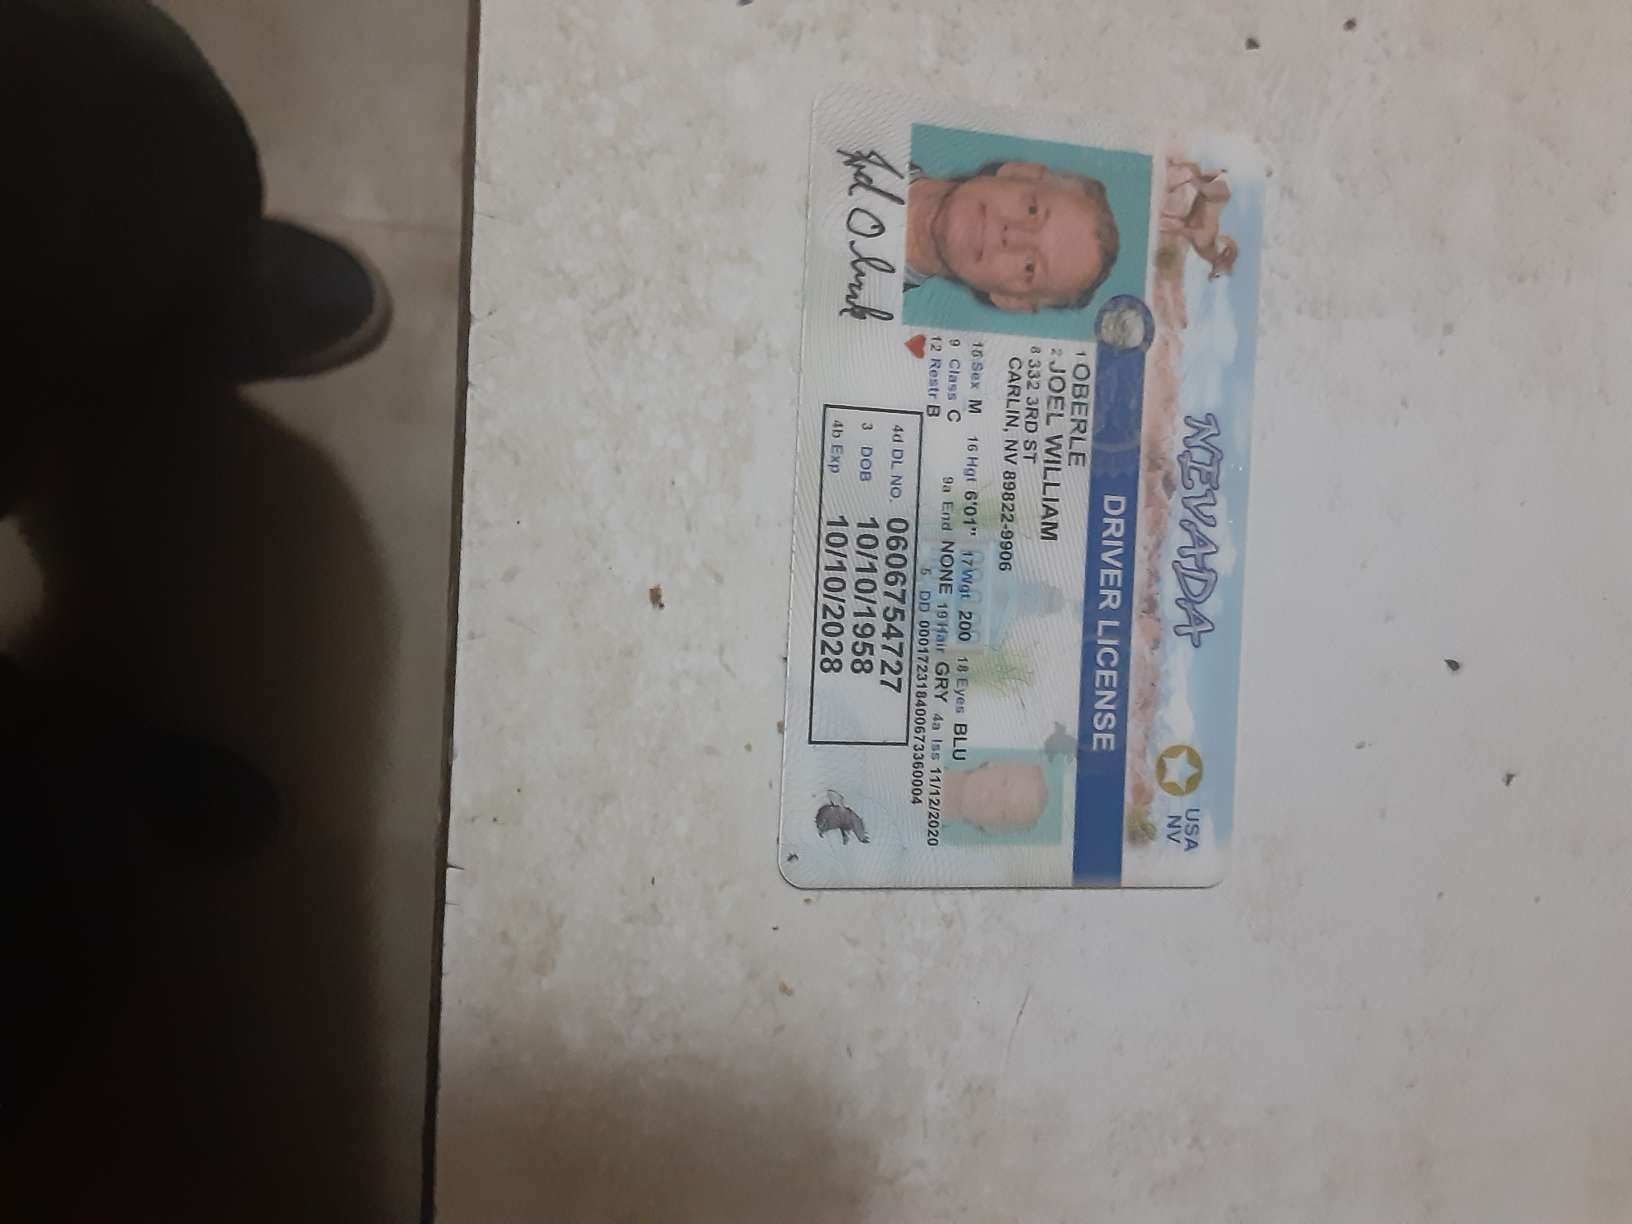 NEVADA
USA
NV
DRIVER LICENSE
1 OBERLE
2 JOEL WILLIAM
8 332 3RD ST
CARLIN, NV 89822-9906
15 Sex M 16 Hgt 6'01" 17 Wgt 200 18 Eyes BLU
9 Class C 9a End NONE 19 Hair GRY 4a Iss 11/12/2020
12 Restr B 5 DD 000172318400673360004
4d DL NO. 0606754727
3 DOB 10/10/1958
4b Exp 10/10/2028